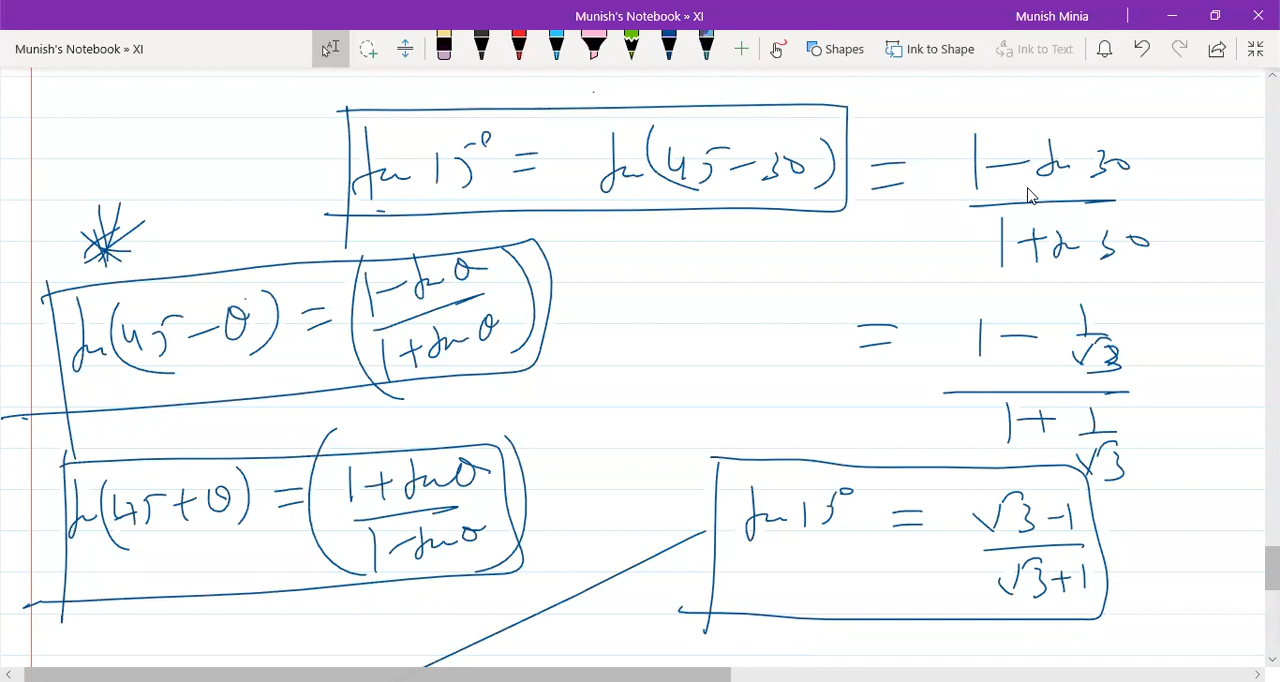 Munish's Notebook » XI
Munish Minia
Munish's Notebook » XI
Shapes
Ink to Shape
Ink to Text
tan 15° = tan(45-30) = 1 - tan 30 / 1 + tan 30
tan(45-θ) = (1 - tan θ / 1 + tan θ)
= 1 - 1/√3 / 1 + 1/√3
tan(45+θ) = (1 + tan θ / 1 - tan θ)
tan 15° = √3 - 1 / √3 + 1